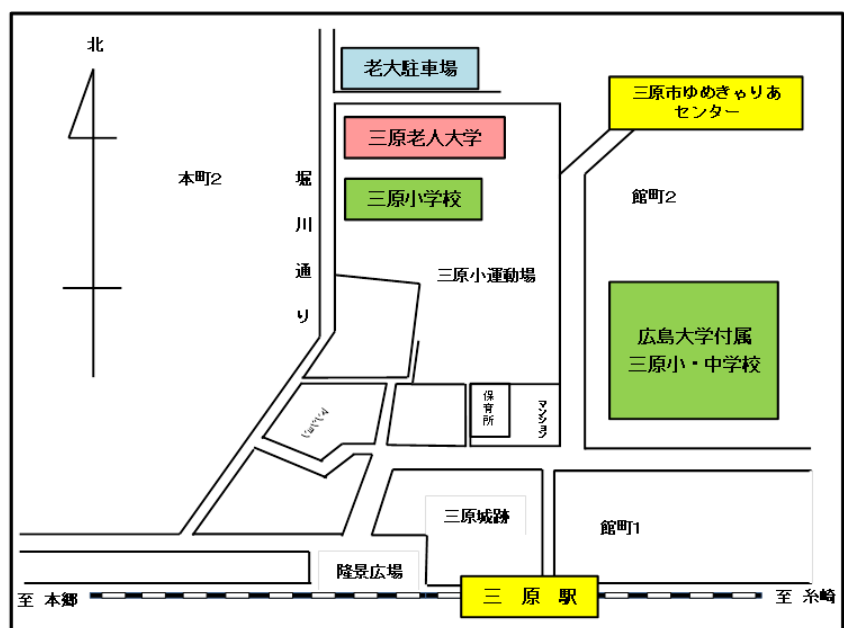 北
老大駐車場
三原市ゆめきゃりあ
センター
三原老人大学
本町2
堀川通り
三原小学校
館町2
三原小運動場
広島大学付属
三原小・中学校
保育所
マンション
三原城跡
館町1
隆景広場
至 本郷
三原駅
至 糸崎